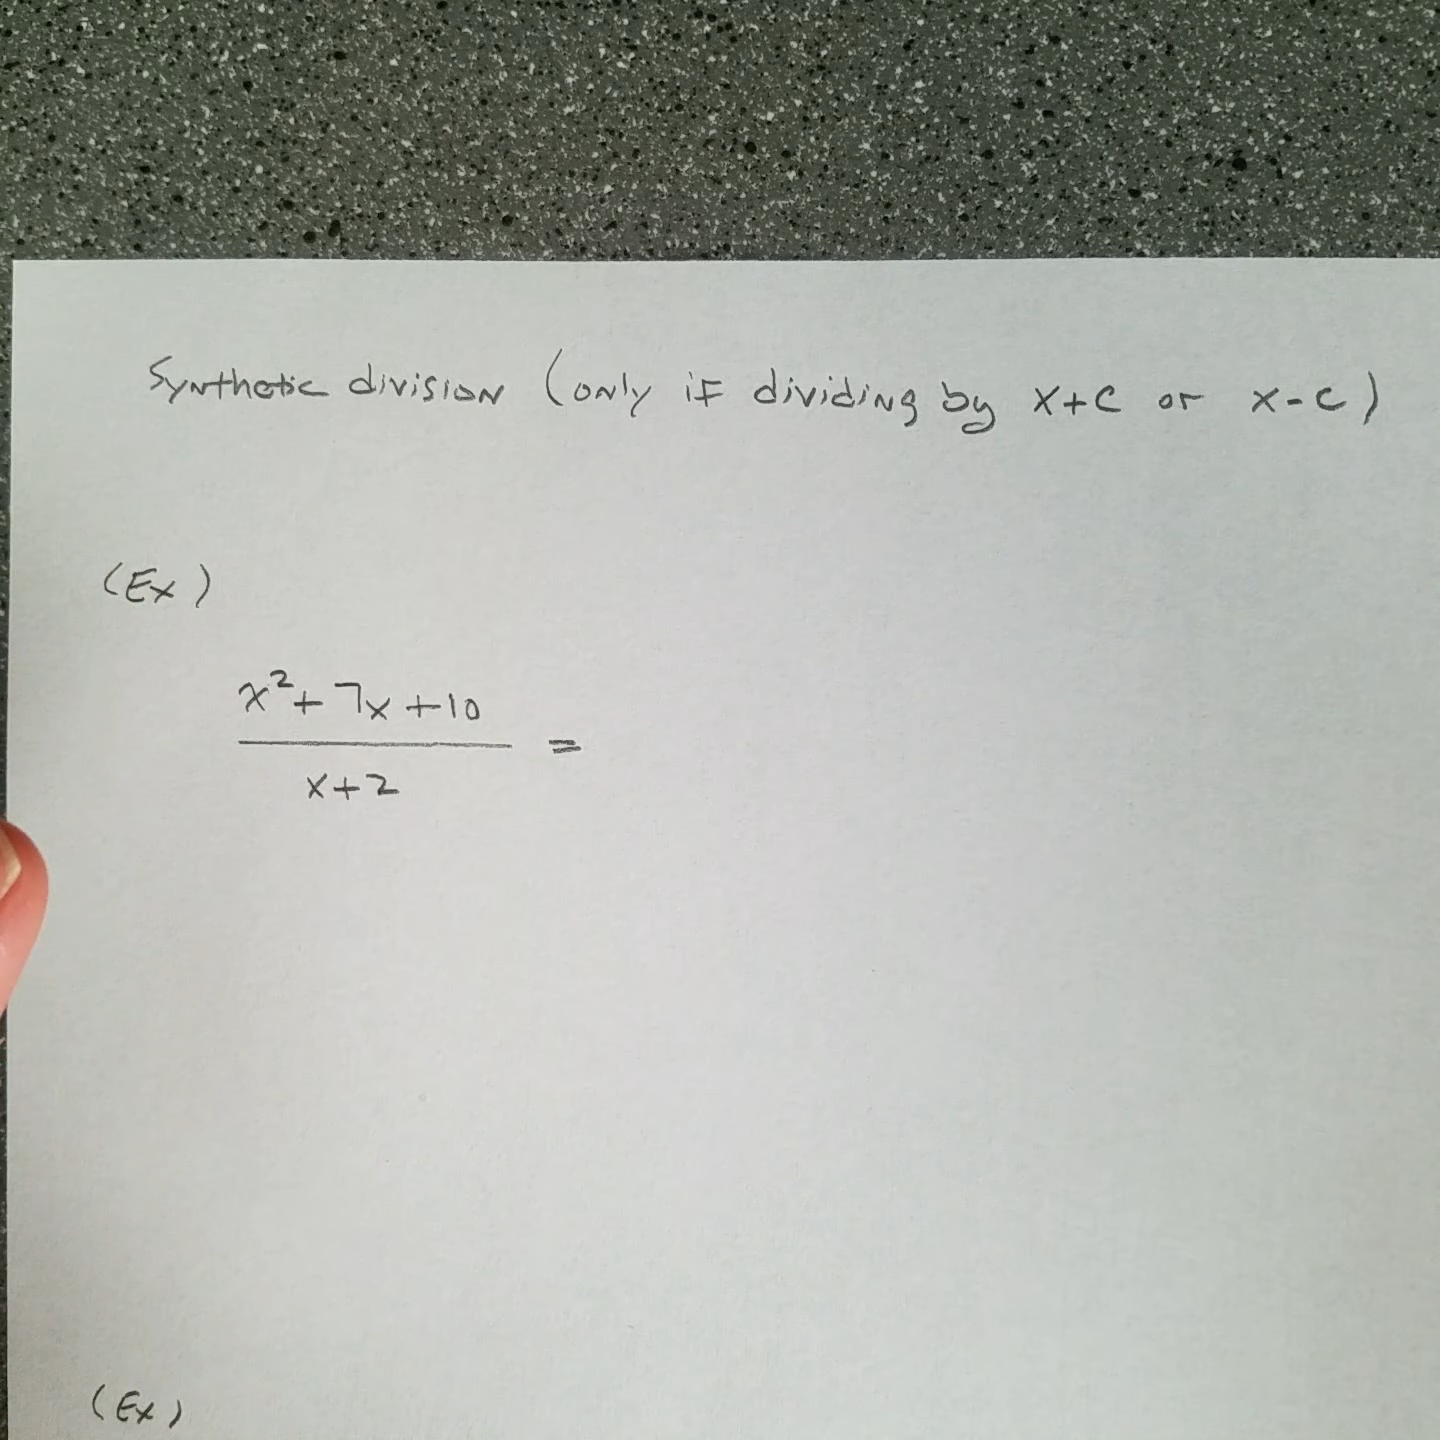 Synthetic division (only if dividing by x+c or x-c)
(Ex)
x²+ 7x +10
=
x+2
(Ex)